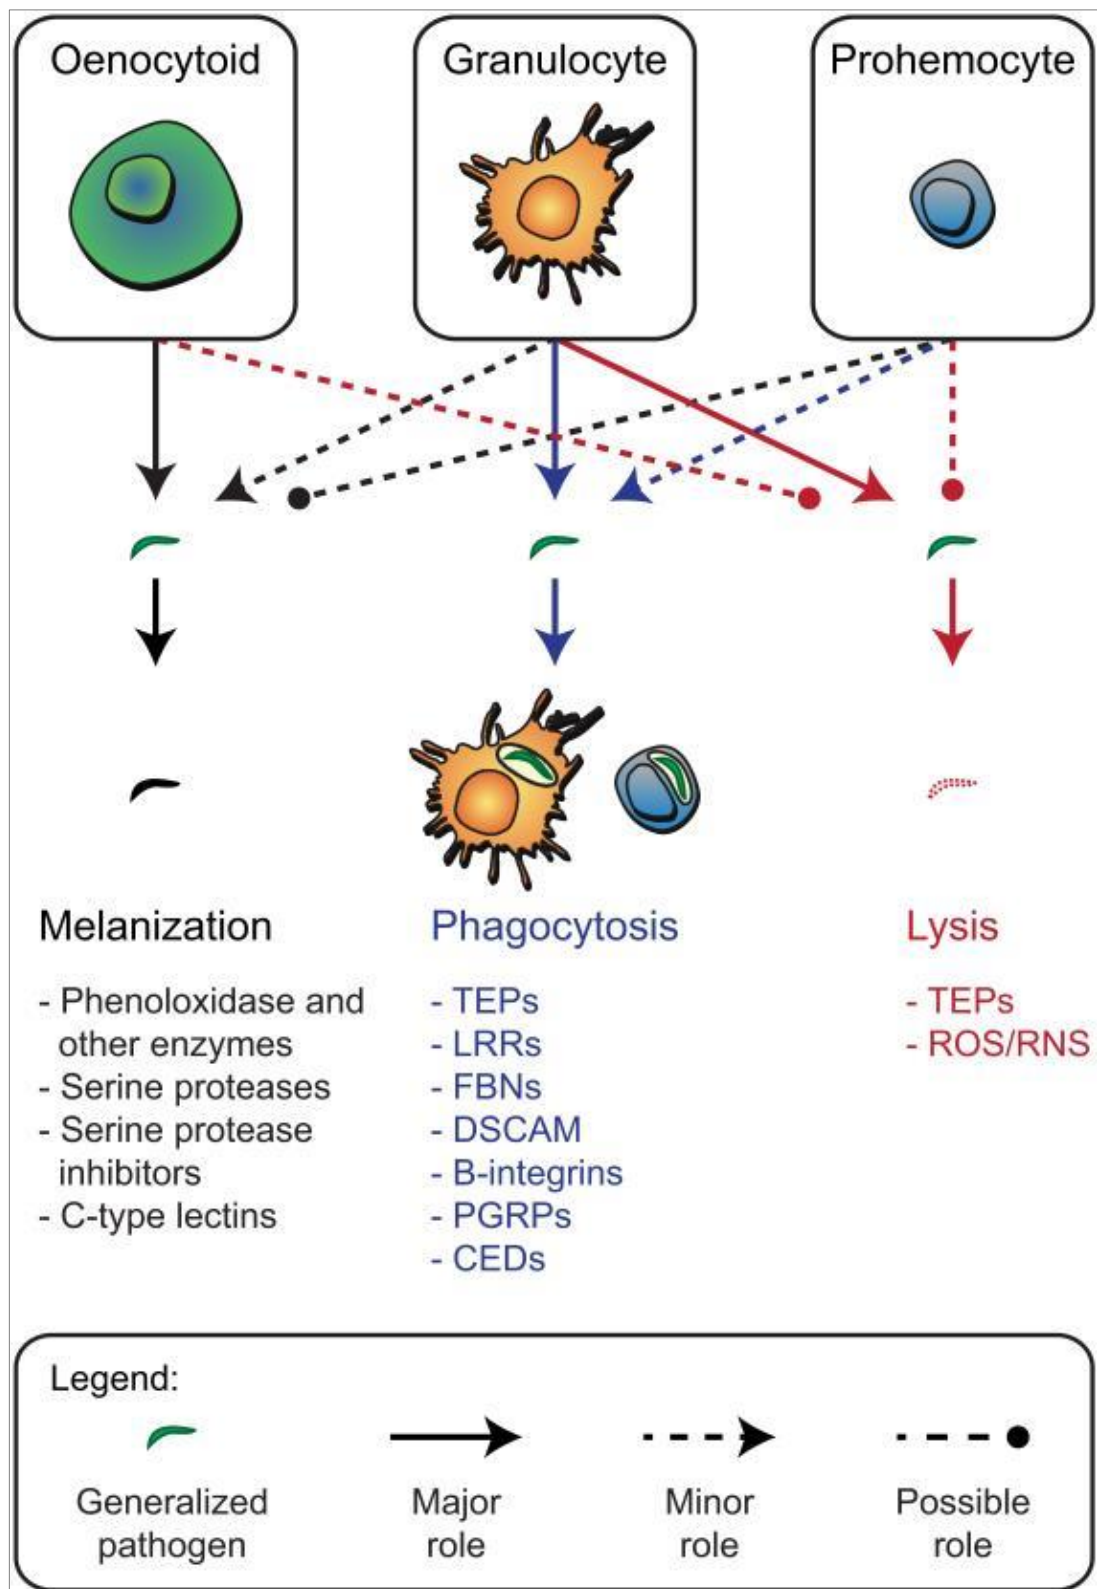 Oenocytoid
Granulocyte
Prohemocyte
Melanization
- Phenoloxidase and
other enzymes
- Serine proteases
- Serine protease
inhibitors
- C-type lectins
Phagocytosis
- TEPs
- LRRs
- FBNs
- DSCAM
- B-integrins
- PGRPs
- CEDs
Lysis
- TEPs
- ROS/RNS
Legend:
Generalized
pathogen
Major
role
Minor
role
Possible
role